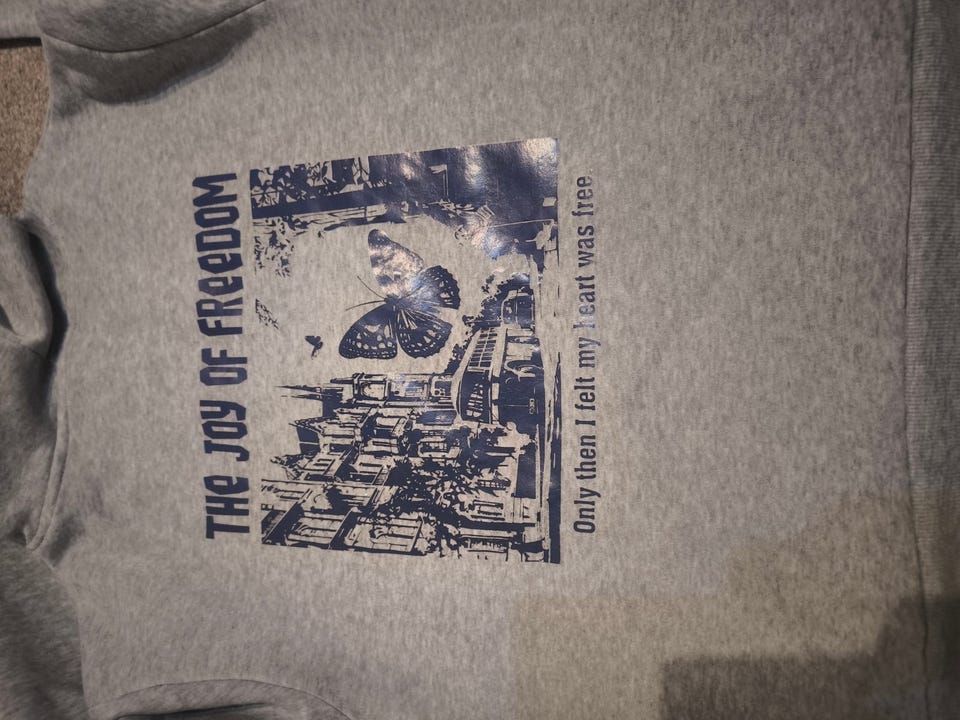 THe JOY OF FReeDOM
Only then I felt my heart was free